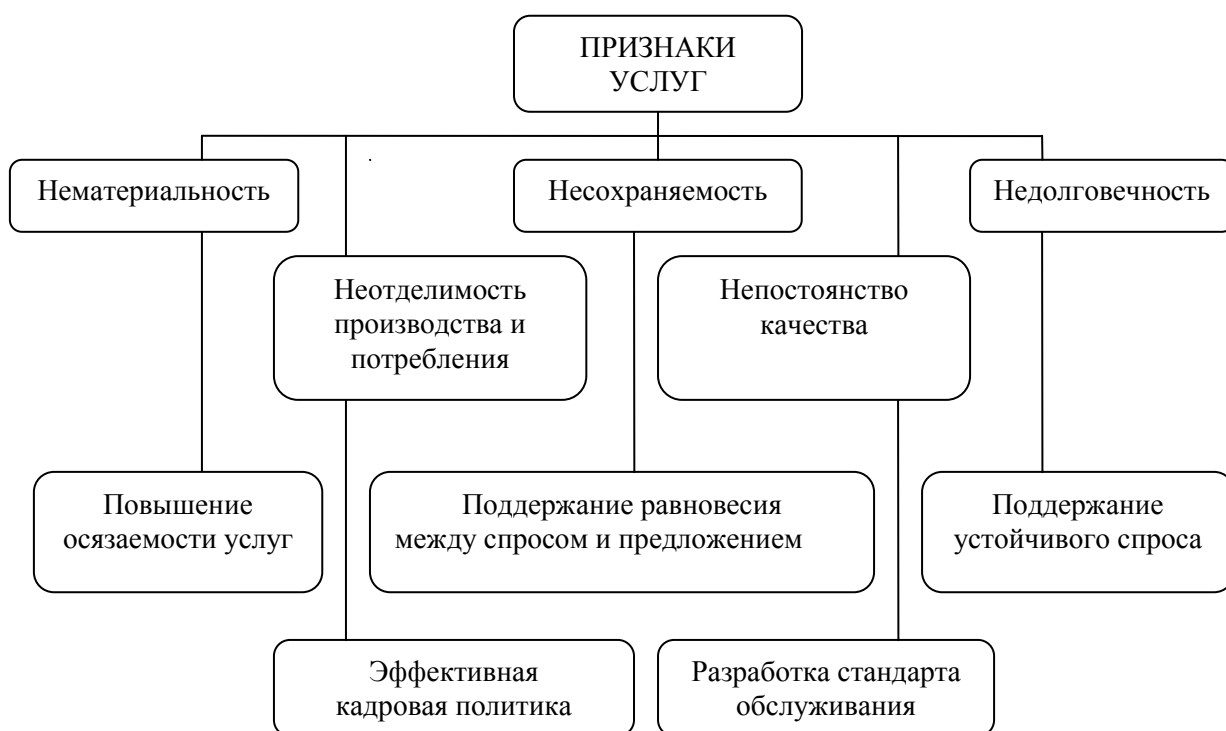 ПРИЗНАКИ
УСЛУГ
Нематериальность
Несохраняемость
Недолговечность
Неотделимость
производства и
потребления
Непостоянство
качества
Повышение
осязаемости услуг
Поддержание равновесия
между спросом и предложением
Поддержание
устойчивого спроса
Эффективная
кадровая политика
Разработка стандарта
обслуживания